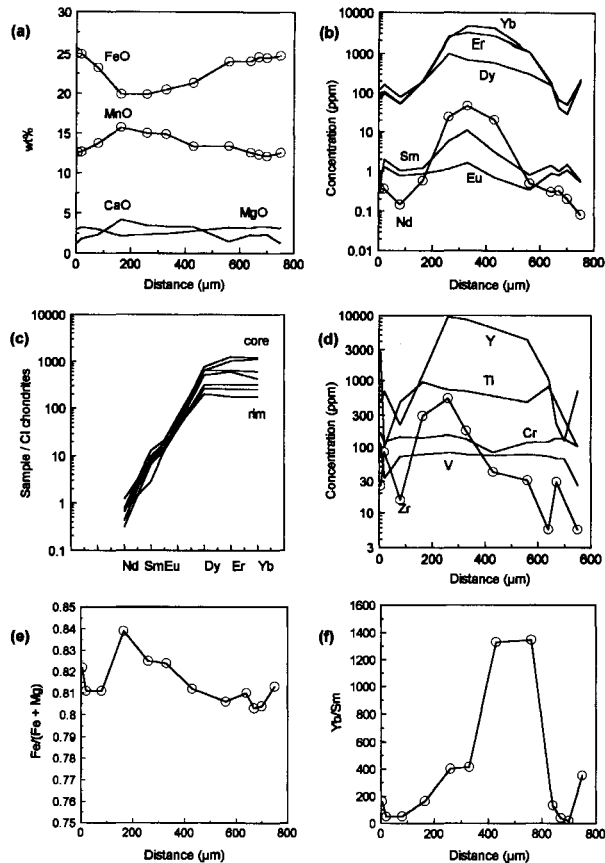 (a)
30
25
20
15
10
5
0
wt%
FeO
MnO
CaO
MgO
0 200 400 600 800
Distance (µm)
(b)
10000
1000
100
10
1
0.1
0.01
Concentration (ppm)
Yb
Er
Dy
Sm
Eu
Nd
0 200 400 600 800
Distance (µm)
(c)
10000
1000
100
10
1
0.1
Sample / CI chondrites
core
rim
Nd SmEu Dy Er Yb
(d)
10000
3000
1000
300
100
30
10
3
Concentration (ppm)
Y
Ti
Cr
V
Zr
0 200 400 600 800
Distance (µm)
(e)
0.85
0.84
0.83
0.82
0.81
0.80
0.79
0.78
0.77
0.76
0.75
Fe/(Fe + Mg)
0 200 400 600 800
Distance (µm)
(f)
1600
1400
1200
1000
800
600
400
200
0
Yb/Sm
0 200 400 600 800
Distance (µm)